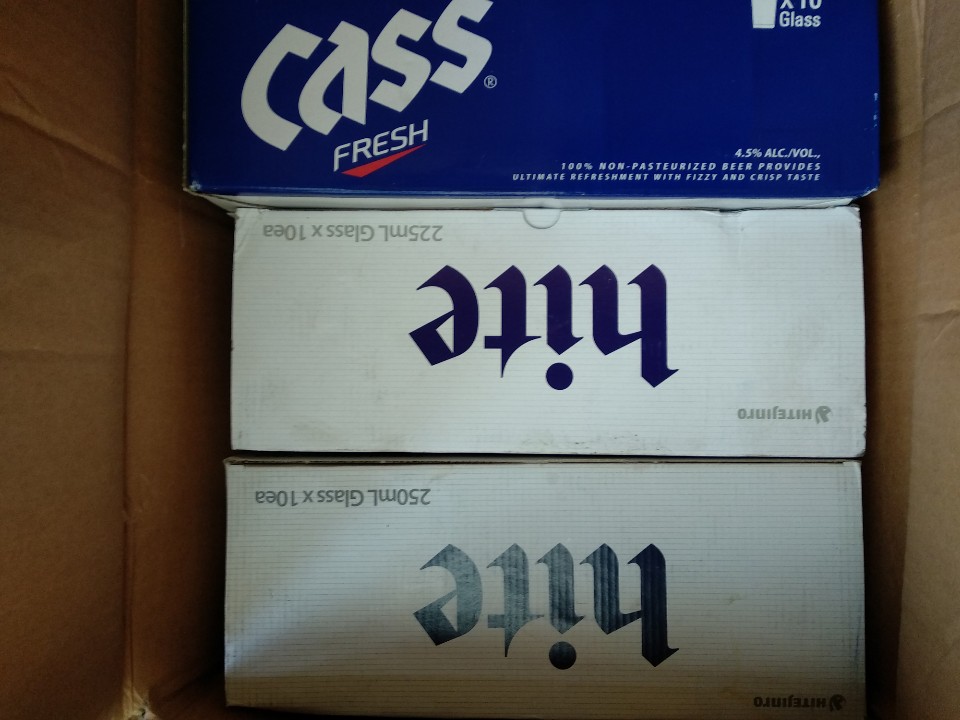 CASS®
FRESH
x 10
Glass
4.5% ALC./VOL.,
100% NON-PASTEURIZED BEER PROVIDES
ULTIMATE REFRESHMENT WITH FIZZY AND CRISP TASTE
225mL Glass x 10ea
hite
HITEJINRO
250mL Glass x 10ea
hite
HITEJINRO